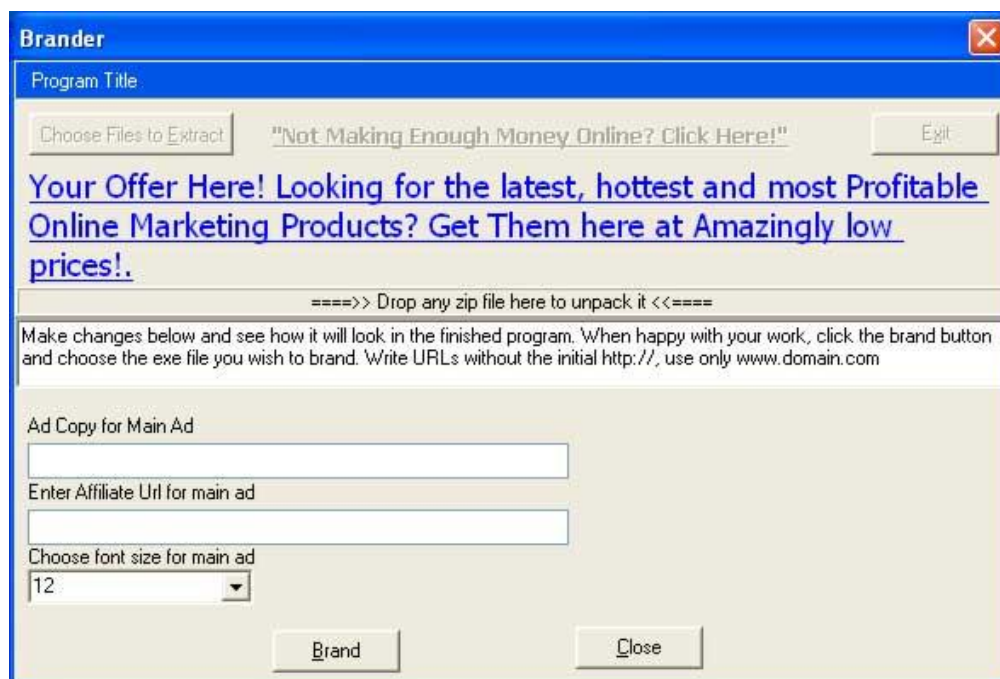 Brander
Program Title
Choose Files to Extract
"Not Making Enough Money Online? Click Here!"
Exit
Your Offer Here! Looking for the latest, hottest and most Profitable
Online Marketing Products? Get Them here at Amazingly low
prices!.
====>> Drop any zip file here to unpack it <<====
Make changes below and see how it will look in the finished program. When happy with your work, click the brand button
and choose the exe file you wish to brand. Write URLs without the initial http://, use only www.domain.com
Ad Copy for Main Ad
Enter Affiliate Url for main ad
Choose font size for main ad
12
Brand
Close